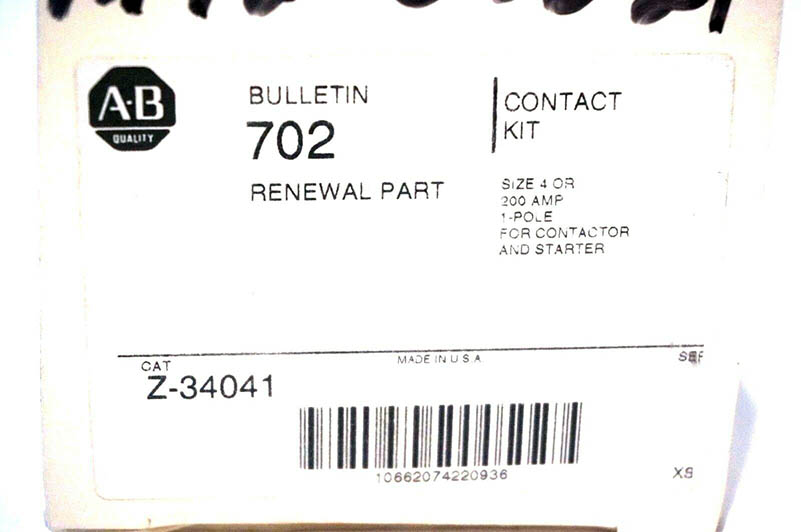 A-B
QUALITY
BULLETIN
702
RENEWAL PART
CONTACT
KIT
SIZE 4 OR
200 AMP
1-POLE
FOR CONTACTOR
AND STARTER
CAT
MADE IN U.S.A.
SER
Z-34041
10662074220936